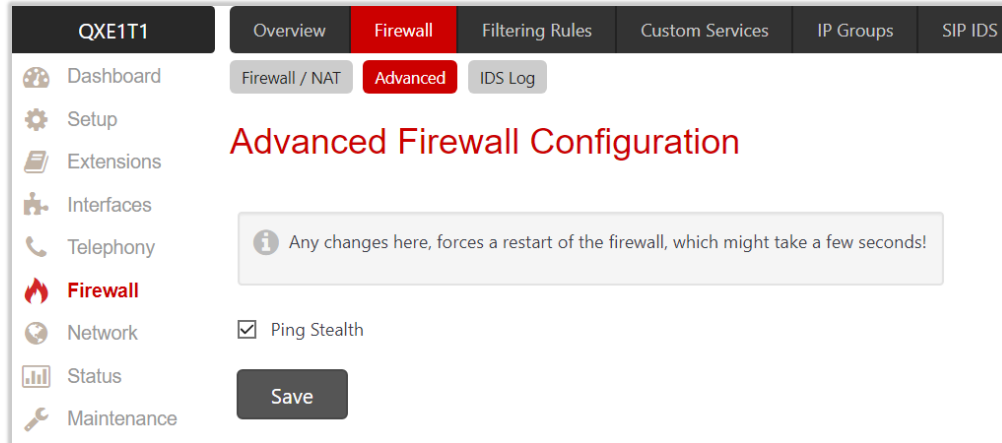 QXE1T1
Overview Firewall Filtering Rules Custom Services IP Groups SIP IDS
Dashboard
Setup
Extensions
Interfaces
Telephony
Firewall
Network
Status
Maintenance
Firewall / NAT Advanced IDS Log
Advanced Firewall Configuration
Any changes here, forces a restart of the firewall, which might take a few seconds!
Ping Stealth
Save